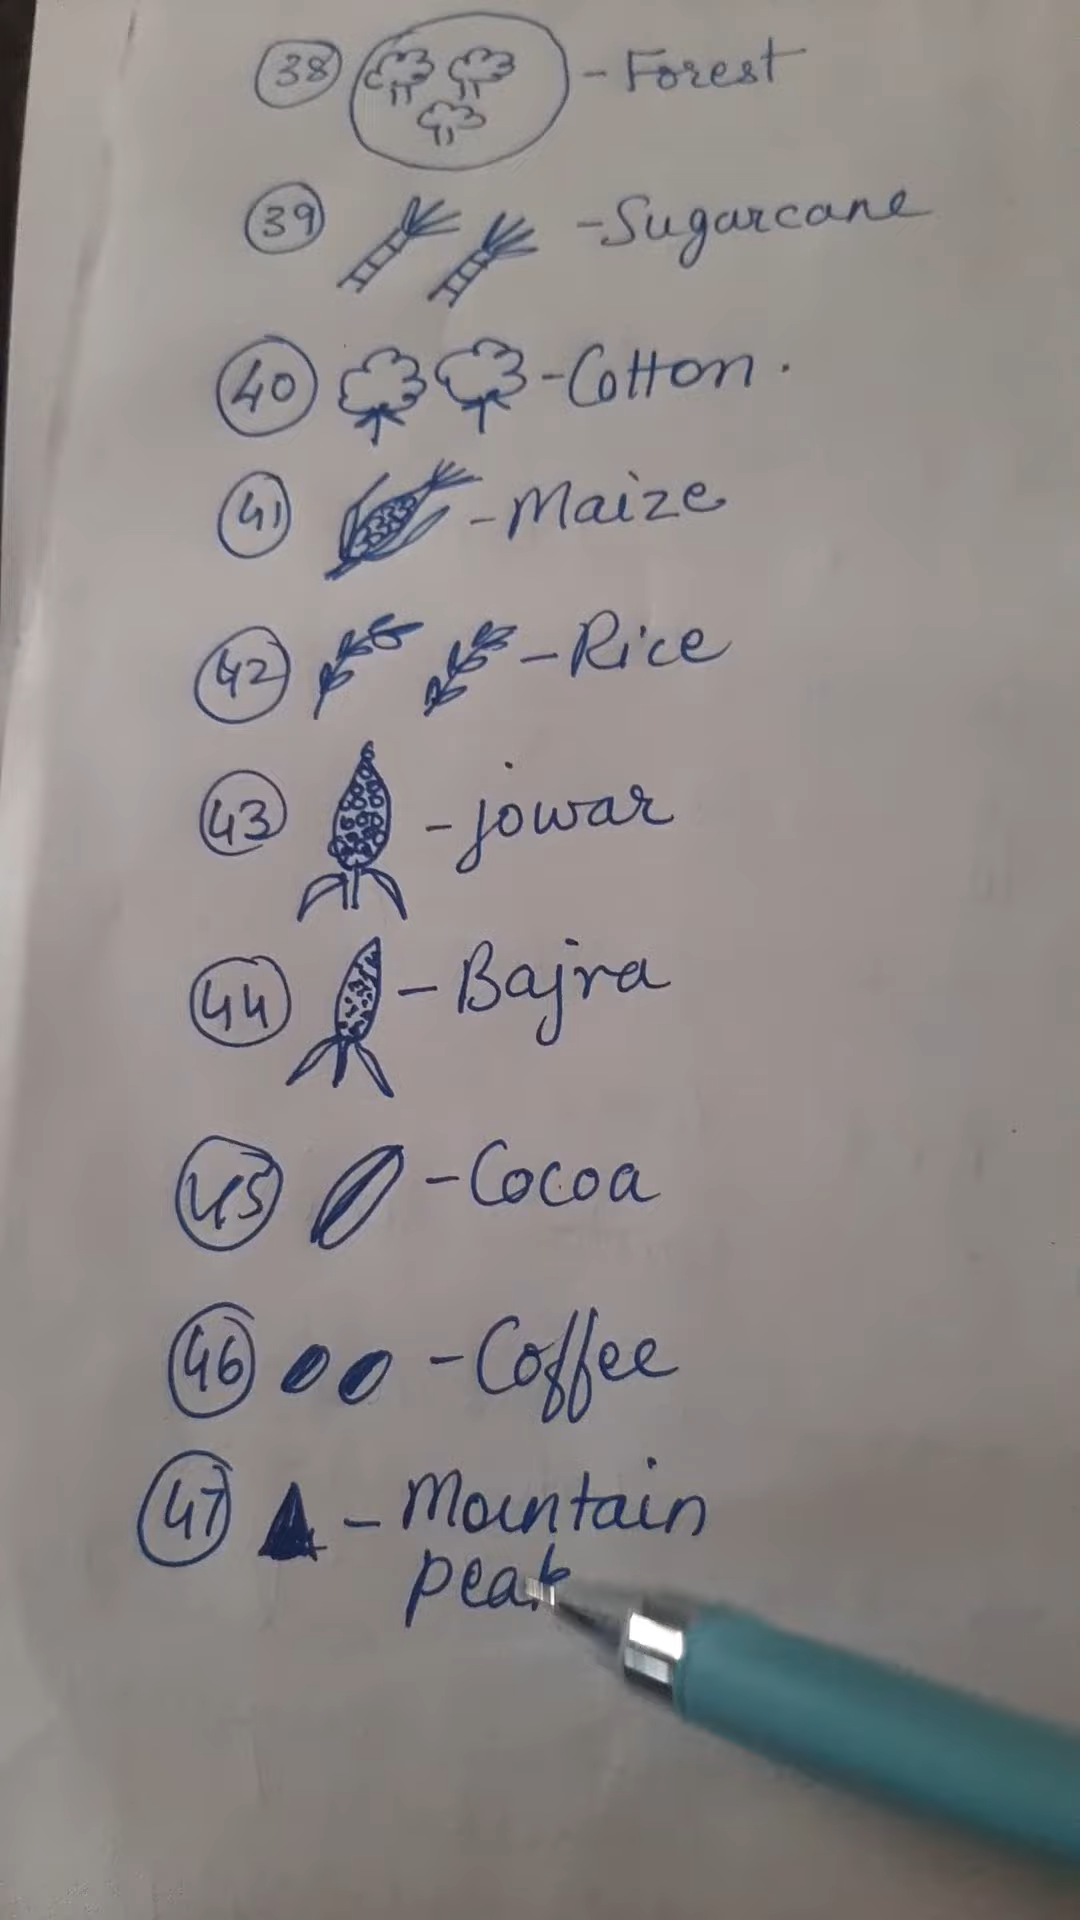 38 - Forest
39 - Sugarcane
40 - Cotton.
41 - Maize
42 - Rice
43 - jowar
44 - Bajra
45 - Cocoa
46 - Coffee
47 - Mountain
peak